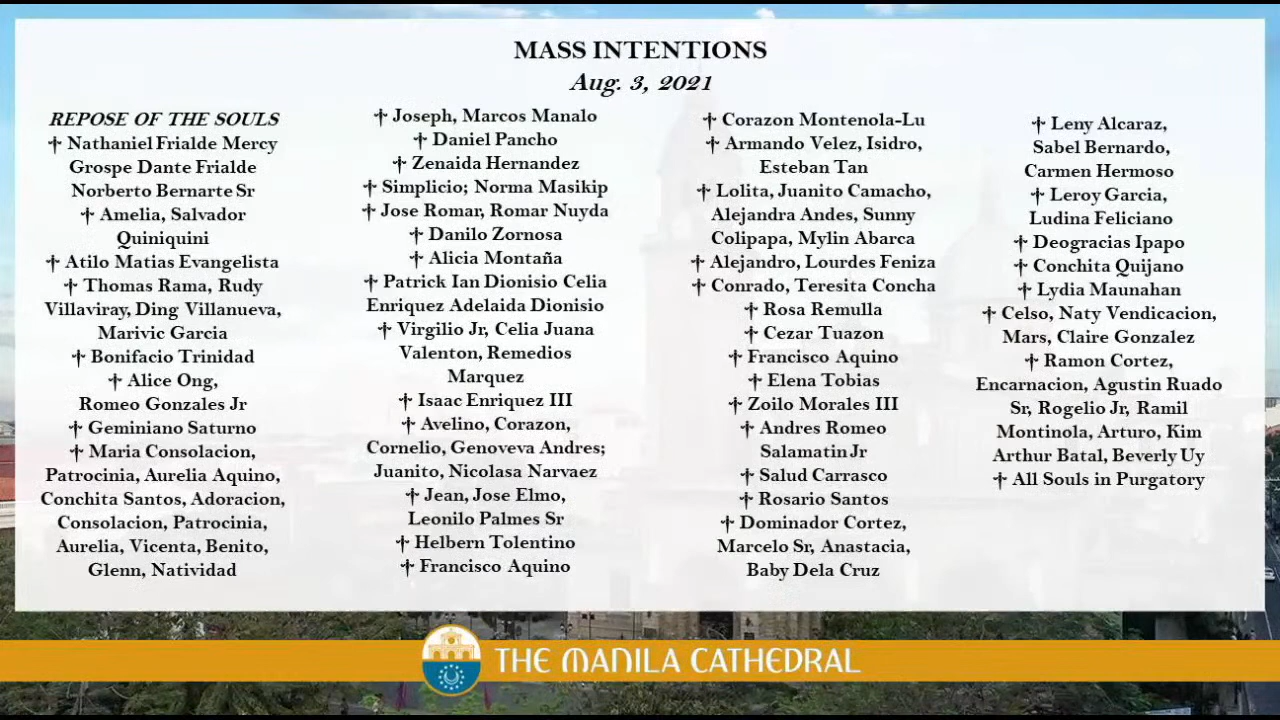 MASS INTENTIONS
Aug. 3, 2021
REPOSE OF THE SOULS
✝ Nathaniel Frialde Mercy
Grospe Dante Frialde
Norberto Bernarte Sr
✝ Amelia, Salvador
Quiniquini
✝ Atilo Matias Evangelista
✝ Thomas Rama, Rudy
Villaviray, Ding Villanueva,
Marivic Garcia
✝ Bonifacio Trinidad
✝ Alice Ong,
Romeo Gonzales Jr
✝ Geminiano Saturno
✝ Maria Consolacion,
Patrocinia, Aurelia Aquino,
Conchita Santos, Adoracion,
Consolacion, Patrocinia,
Aurelia, Vicenta, Benito,
Glenn, Natividad
✝ Joseph, Marcos Manalo
✝ Daniel Pancho
✝ Zenaida Hernandez
✝ Simplicio; Norma Masikip
✝ Jose Romar, Romar Nuyda
✝ Danilo Zornosa
✝ Alicia Montaña
✝ Patrick Ian Dionisio Celia
Enriquez Adelaida Dionisio
✝ Virgilio Jr, Celia Juana
Valenton, Remedios
Marquez
✝ Isaac Enriquez III
✝ Avelino, Corazon,
Cornelio, Genoveva Andres;
Juanito, Nicolasa Narvaez
✝ Jean, Jose Elmo,
Leonilo Palmes Sr
✝ Helbern Tolentino
✝ Francisco Aquino
✝ Corazon Montenola-Lu
✝ Armando Velez, Isidro,
Esteban Tan
✝ Lolita, Juanito Camacho,
Alejandra Andes, Sunny
Colipapa, Mylin Abarca
✝ Alejandro, Lourdes Feniza
✝ Conrado, Teresita Concha
✝ Rosa Remulla
✝ Cezar Tuazon
✝ Francisco Aquino
✝ Elena Tobias
✝ Zoilo Morales III
✝ Andres Romeo
Salamatin Jr
✝ Salud Carrasco
✝ Rosario Santos
✝ Dominador Cortez,
Marcelo Sr, Anastacia,
Baby Dela Cruz
✝ Leny Alcaraz,
Sabel Bernardo,
Carmen Hermoso
✝ Leroy Garcia,
Ludina Feliciano
✝ Deogracias Ipapo
✝ Conchita Quijano
✝ Lydia Maunahan
✝ Celso, Naty Vendicacion,
Mars, Claire Gonzalez
✝ Ramon Cortez,
Encarnacion, Agustin Ruado
Sr, Rogelio Jr, Ramil
Montinola, Arturo, Kim
Arthur Batal, Beverly Uy
✝ All Souls in Purgatory
THE MANILA CATHEDRAL